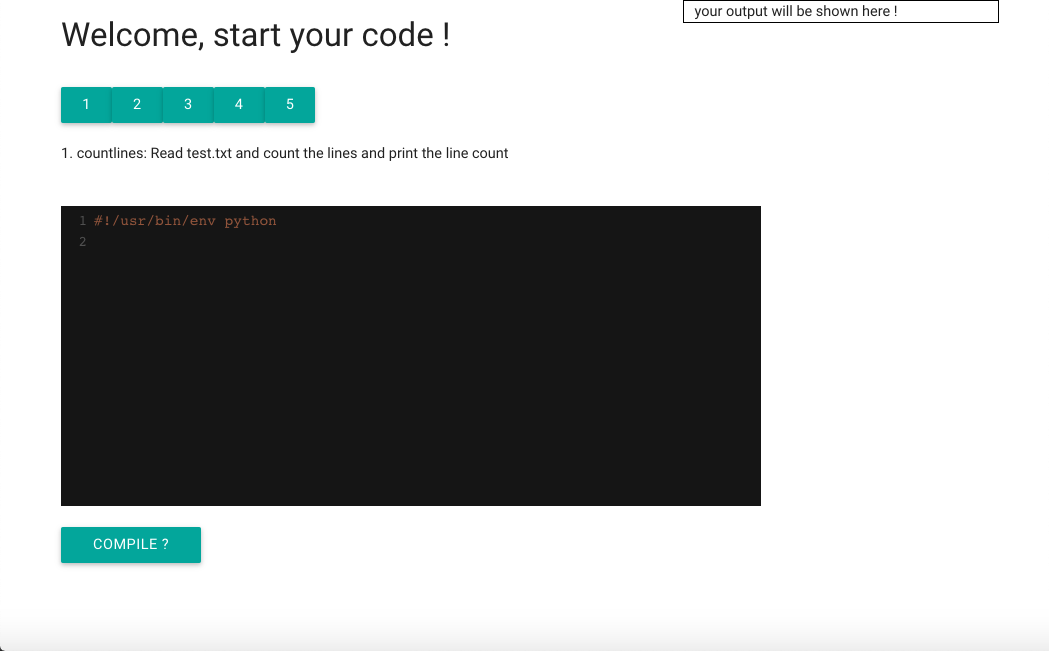 your output will be shown here !
Welcome, start your code !
1 2 3 4 5
1. countlines: Read test.txt and count the lines and print the line count
1 #!/usr/bin/env python
2
COMPILE ?